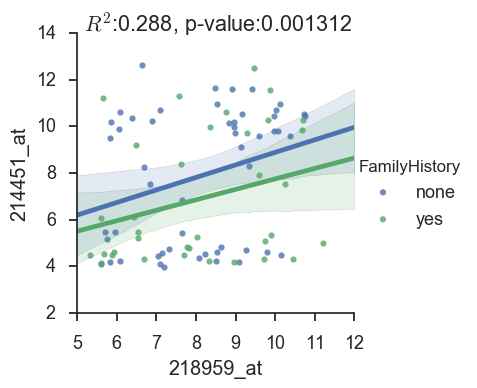 R²:0.288, p-value:0.001312
14
12
10
8
6
4
2
214451_at
5 6 7 8 9 10 11 12
218959_at
FamilyHistory
none
yes